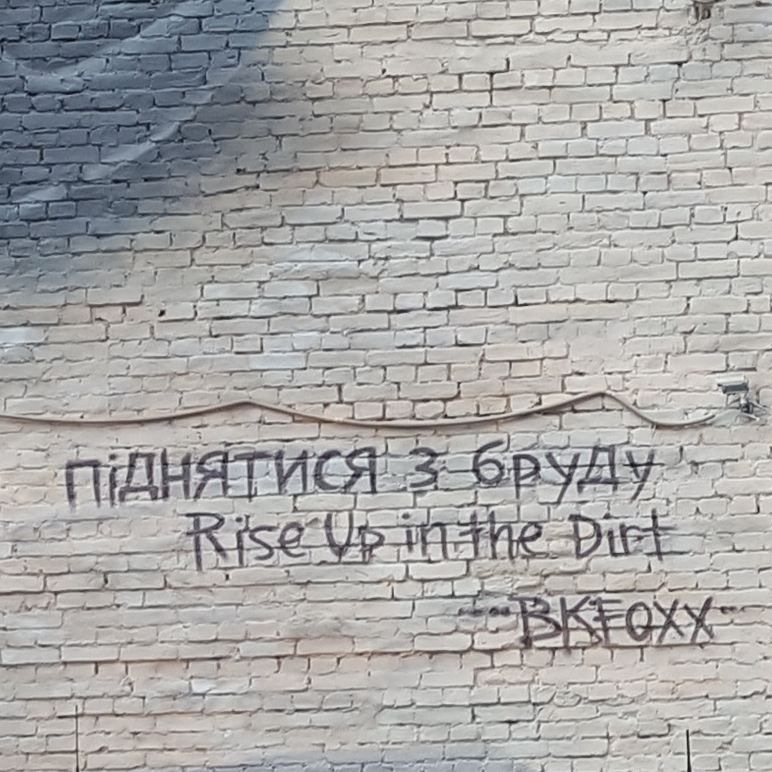 піднятися з бруду
Rise Up in the Dirt
--BKFOXX--